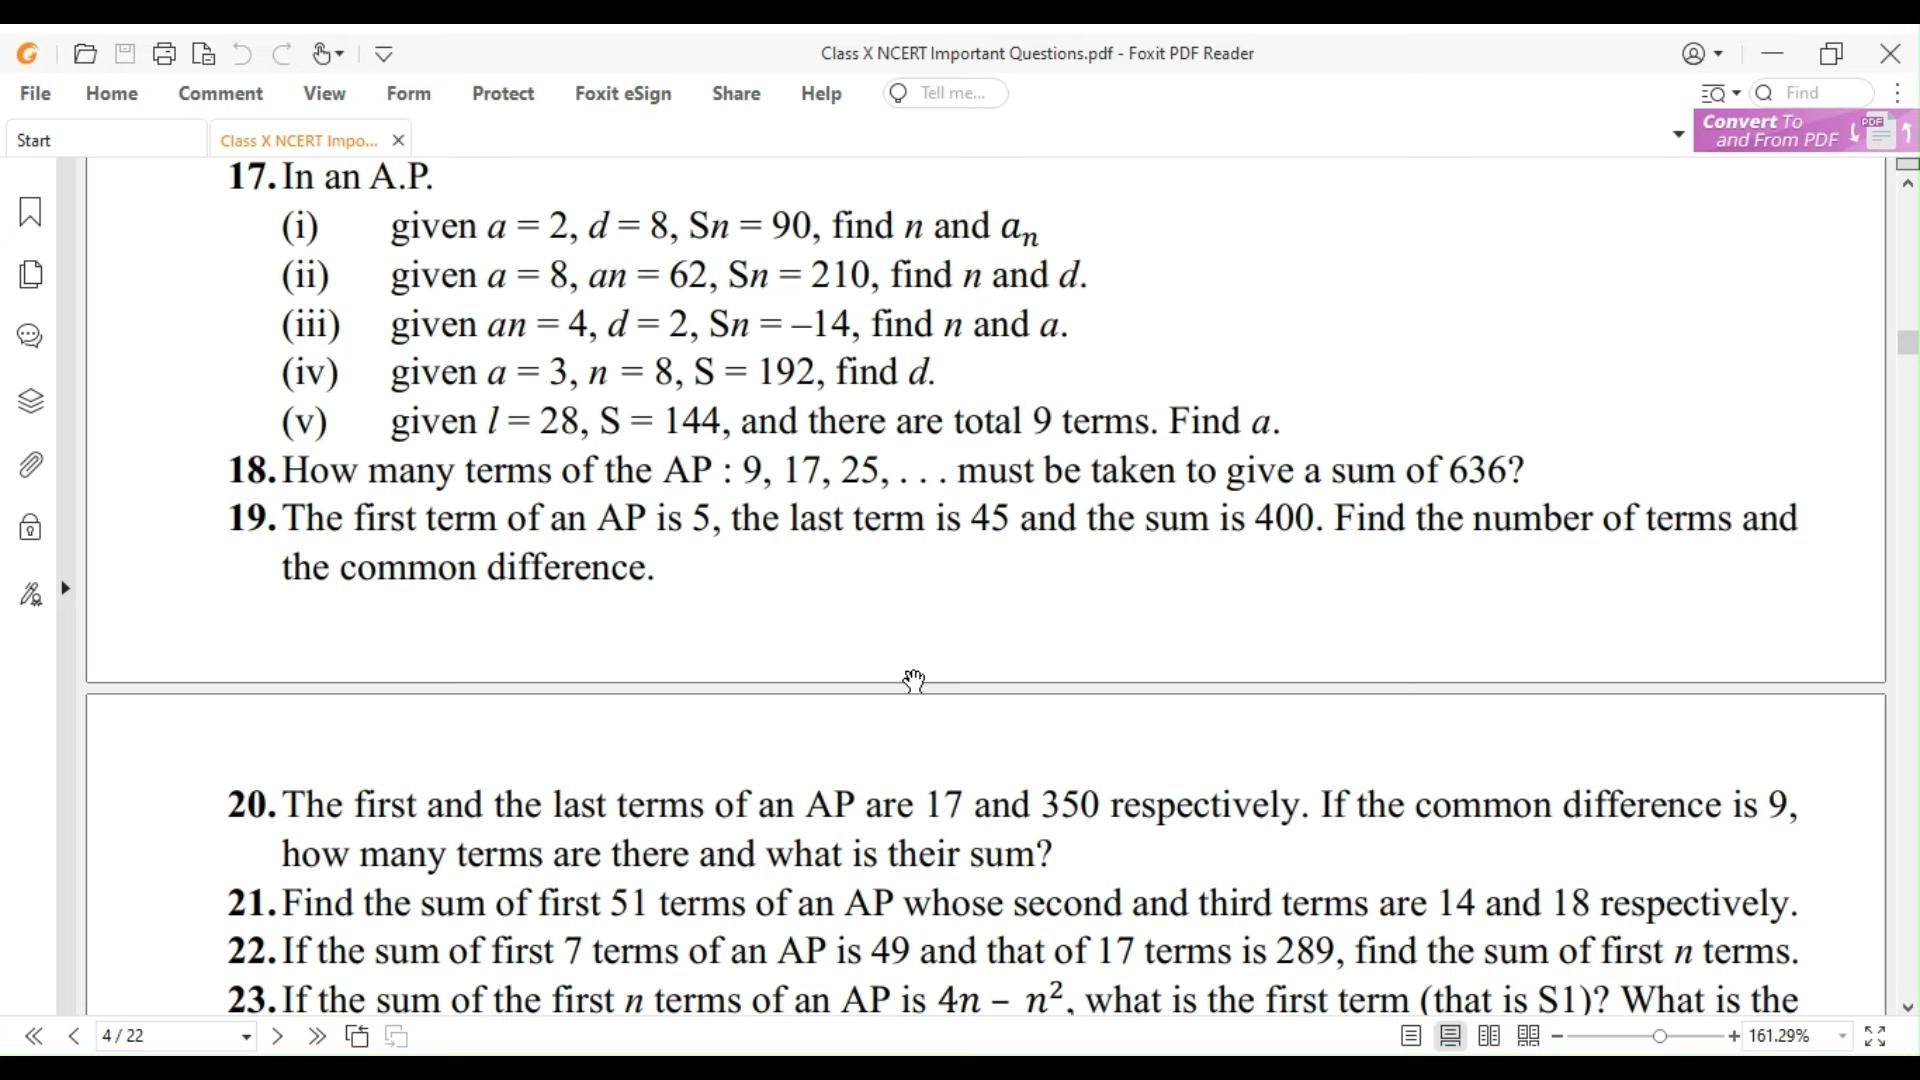 Class X NCERT Important Questions.pdf - Foxit PDF Reader
File Home Comment View Form Protect Foxit eSign Share Help Tell me... Find
Start Class X NCERT Impo... Convert To and From PDF PDF
17. In an A.P.
(i) given a = 2, d = 8, Sn = 90, find n and aₙ
(ii) given a = 8, an = 62, Sn = 210, find n and d.
(iii) given an = 4, d = 2, Sn = –14, find n and a.
(iv) given a = 3, n = 8, S = 192, find d.
(v) given l = 28, S = 144, and there are total 9 terms. Find a.
18. How many terms of the AP : 9, 17, 25, . . . must be taken to give a sum of 636?
19. The first term of an AP is 5, the last term is 45 and the sum is 400. Find the number of terms and
the common difference.
20. The first and the last terms of an AP are 17 and 350 respectively. If the common difference is 9,
how many terms are there and what is their sum?
21. Find the sum of first 51 terms of an AP whose second and third terms are 14 and 18 respectively.
22. If the sum of first 7 terms of an AP is 49 and that of 17 terms is 289, find the sum of first n terms.
23. If the sum of the first n terms of an AP is 4n – n², what is the first term (that is S1)? What is the
4 / 22 161.29%